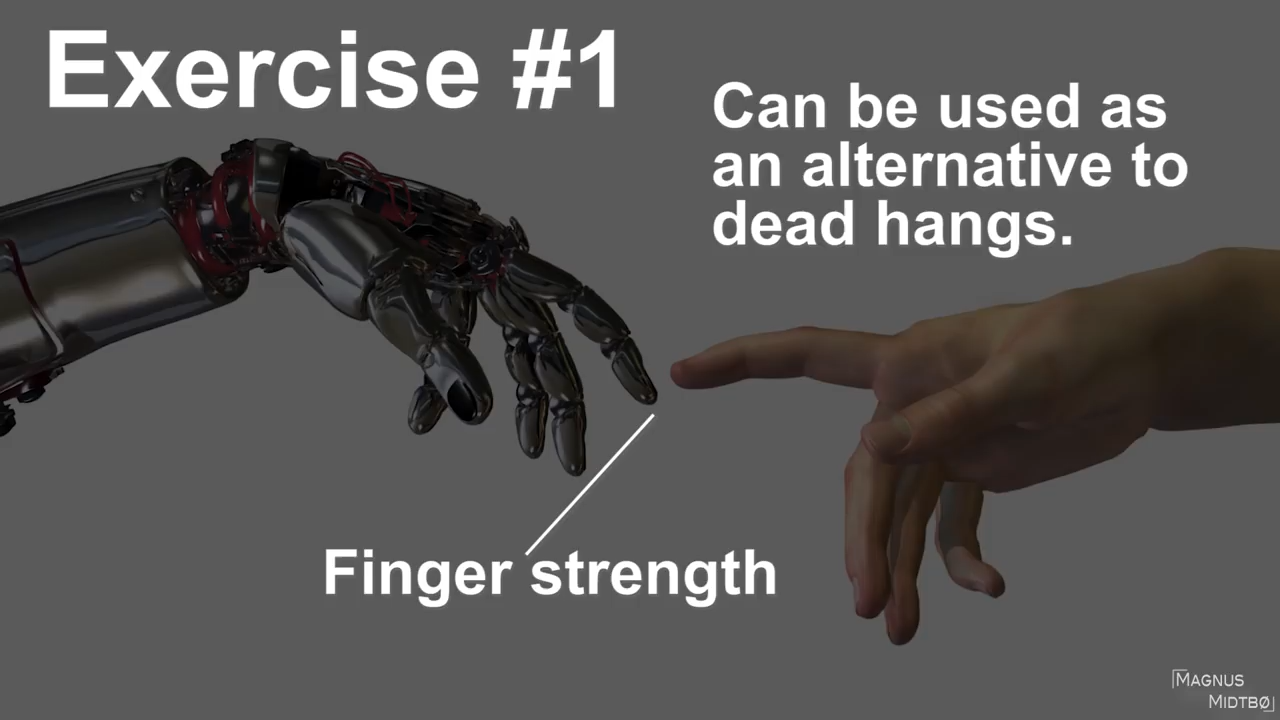 Exercise #1
Can be used as
an alternative to
dead hangs.
Finger strength
MAGNUS
MIDTBØ